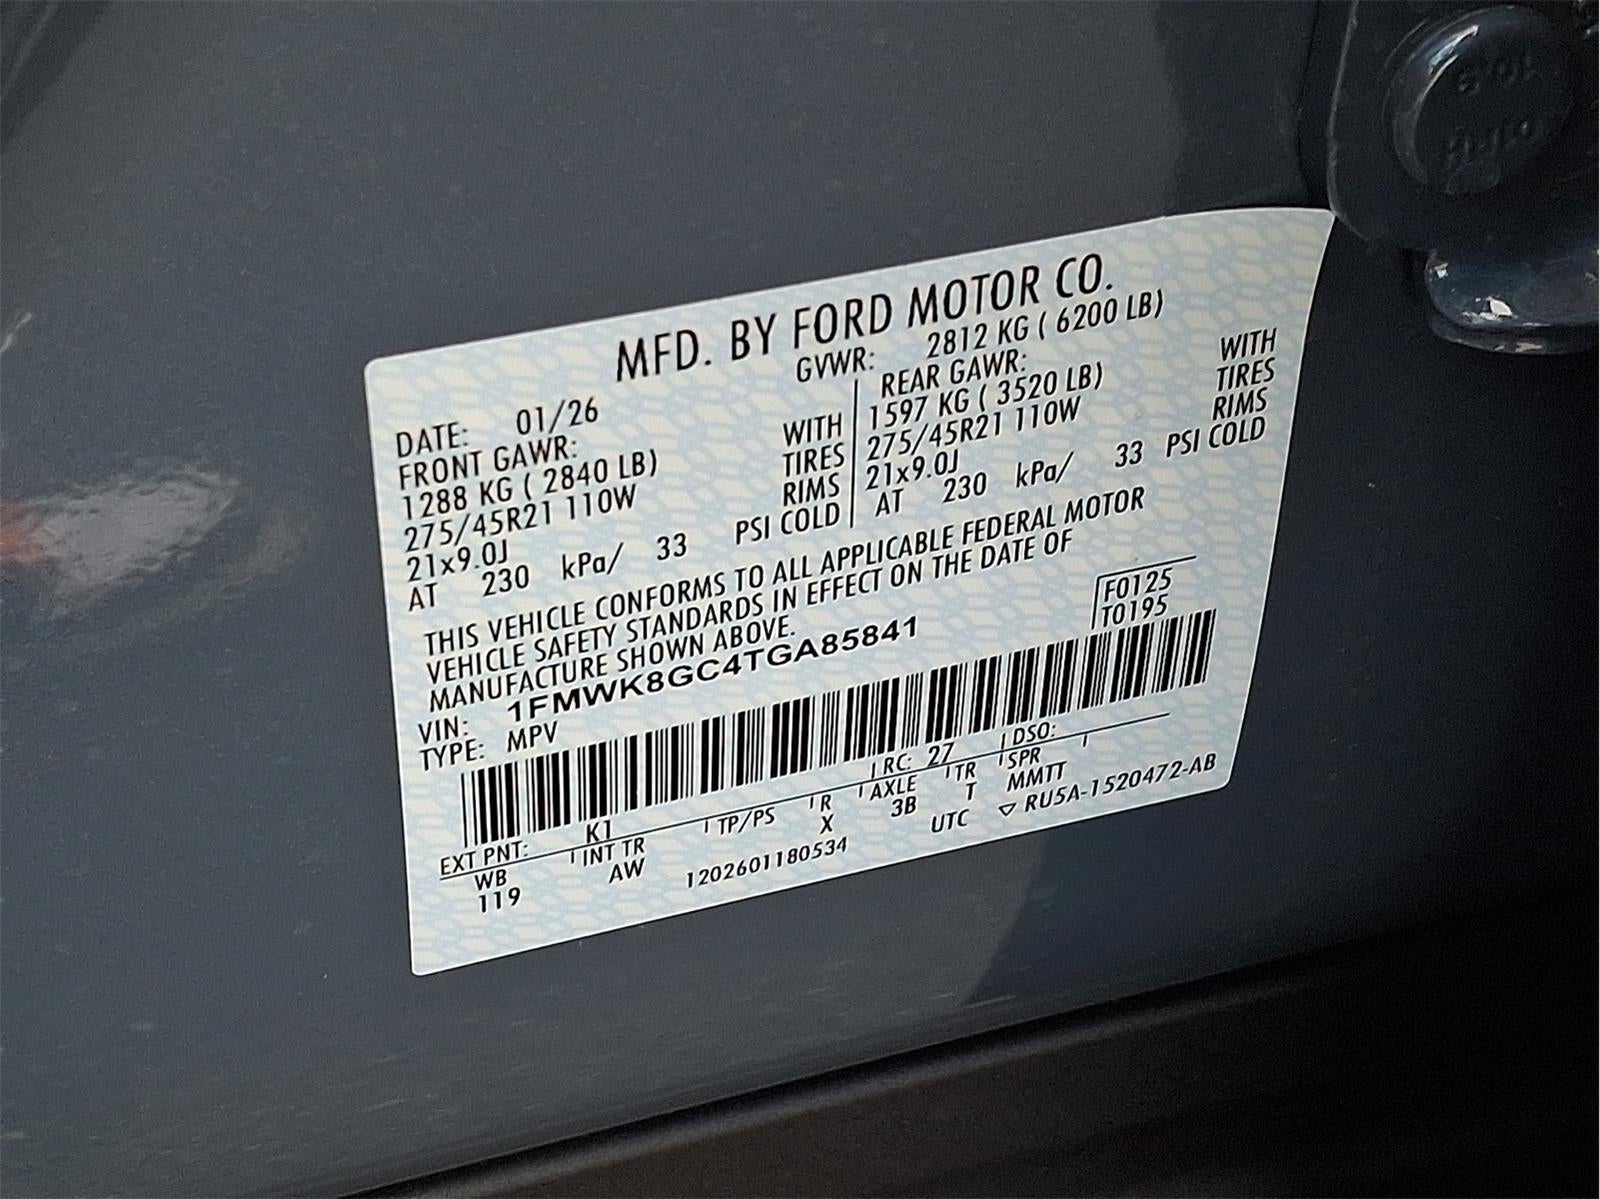 MFD. BY FORD MOTOR CO.
DATE: 01/26 GVWR: 2812 KG ( 6200 LB)
FRONT GAWR: REAR GAWR:
1288 KG ( 2840 LB) WITH 1597 KG ( 3520 LB) WITH
275/45R21 110W TIRES 275/45R21 110W TIRES
21x9.0J RIMS 21x9.0J RIMS
AT 230 kPa/ 33 PSI COLD AT 230 kPa/ 33 PSI COLD
THIS VEHICLE CONFORMS TO ALL APPLICABLE FEDERAL MOTOR
VEHICLE SAFETY STANDARDS IN EFFECT ON THE DATE OF
MANUFACTURE SHOWN ABOVE.
F0125
T0195
VIN: 1FMWK8GC4TGA85841
TYPE: MPV
EXT PNT: K1 RC: 27 DSO:
WB INT TR TP/PS R AXLE TR SPR
119 AW X 3B T MMTT
1202601180534 UTC ▽ RU5A-1520472-AB